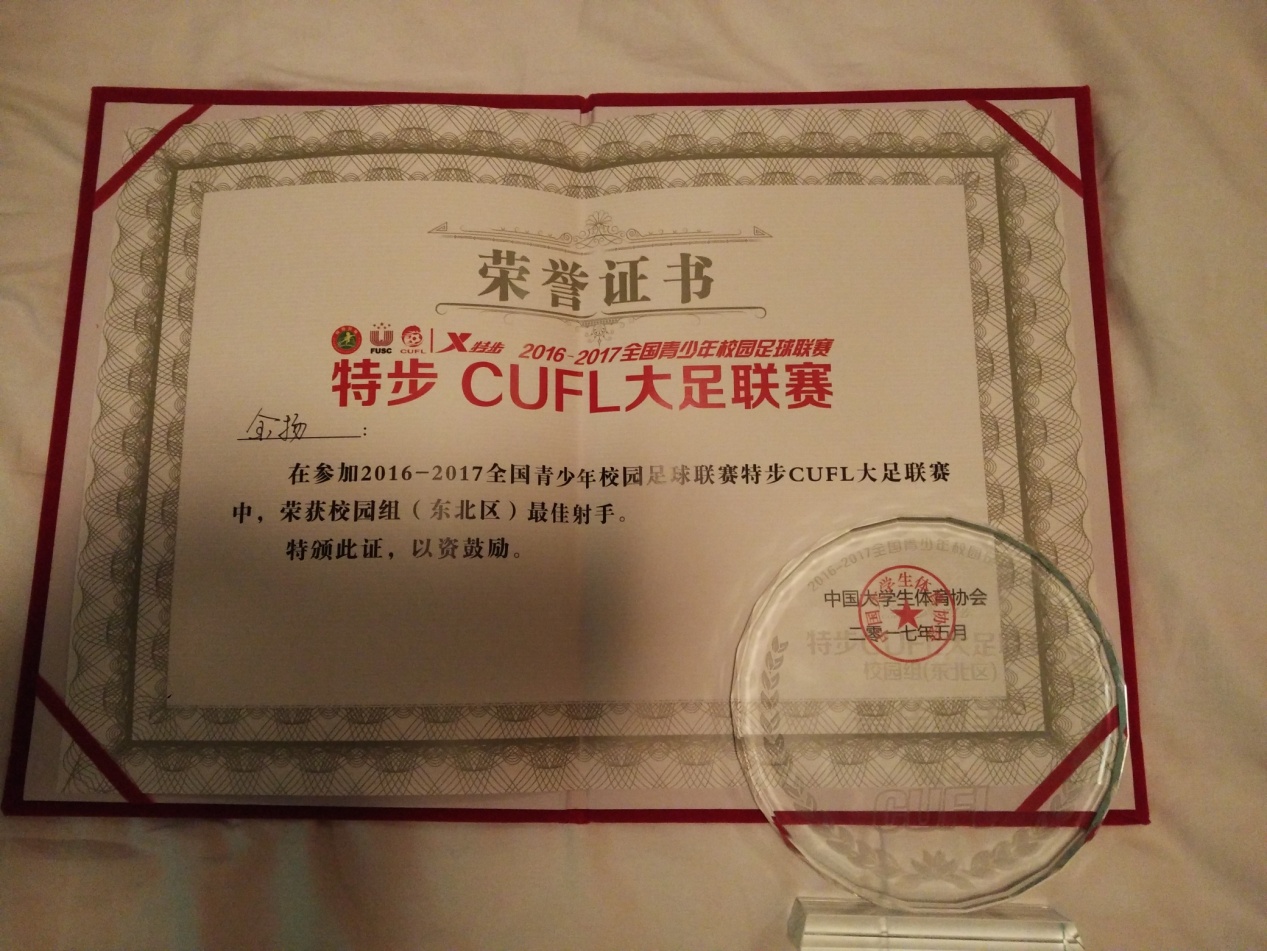 荣誉证书
FUSC CUFL X特步 2016-2017全国青少年校园足球联赛
特步 CUFL大足联赛
金扬：
在参加2016-2017全国青少年校园足球联赛特步CUFL大足联赛
中，荣获校园组（东北区）最佳射手。
特颁此证，以资鼓励。
2016-2017全国青少年校园
中国大学生体育协会
二零一七年五月
特步CUFL大足联
校园组(东北区)
CUFL